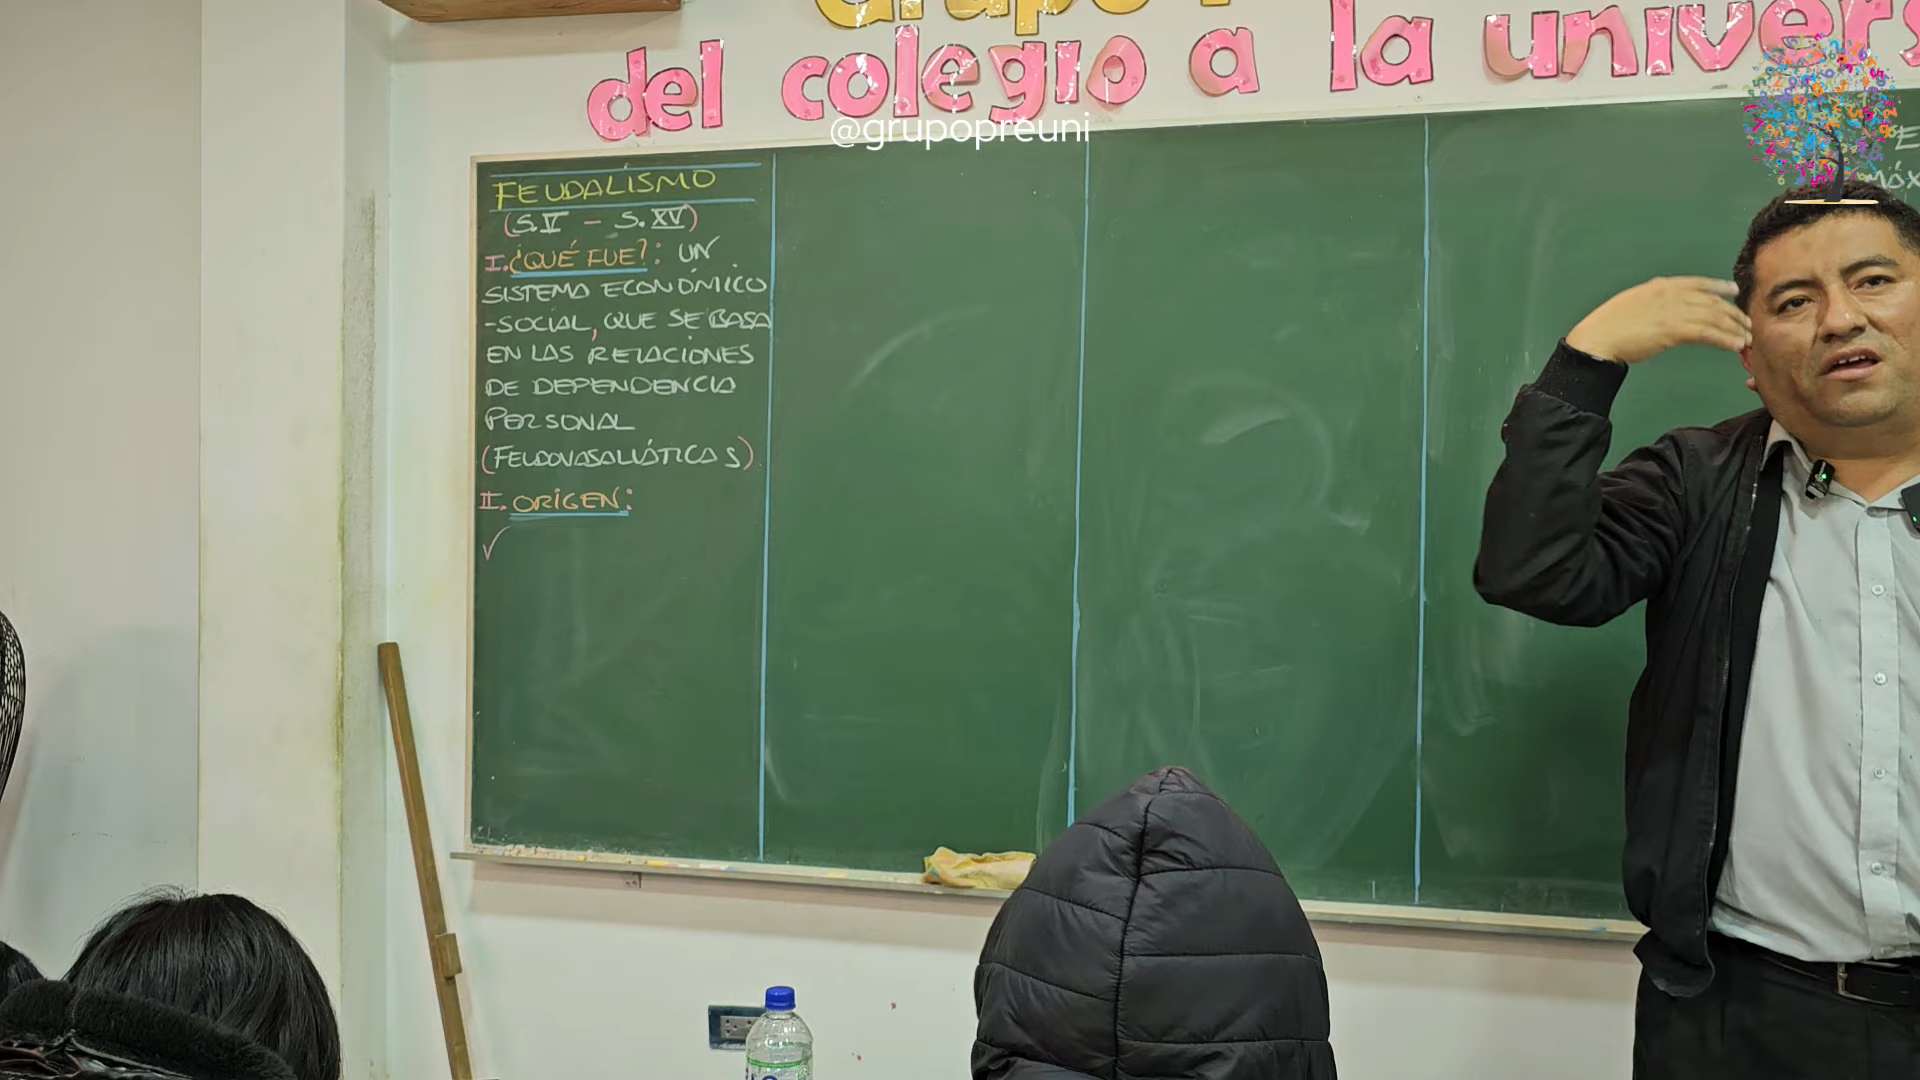 del colegio a la univers
@grupopreuni
FEUDALISMO
(S.V - S.XV)
I. ¿QUÉ FUE?: UN
SISTEMA ECONÓMICO
-SOCIAL, QUE SE BASA
EN LAS RELACIONES
DE DEPENDENCIA
PERSONAL
(FEUDOVASALLÁTICAS)
II. ORIGEN:
✓